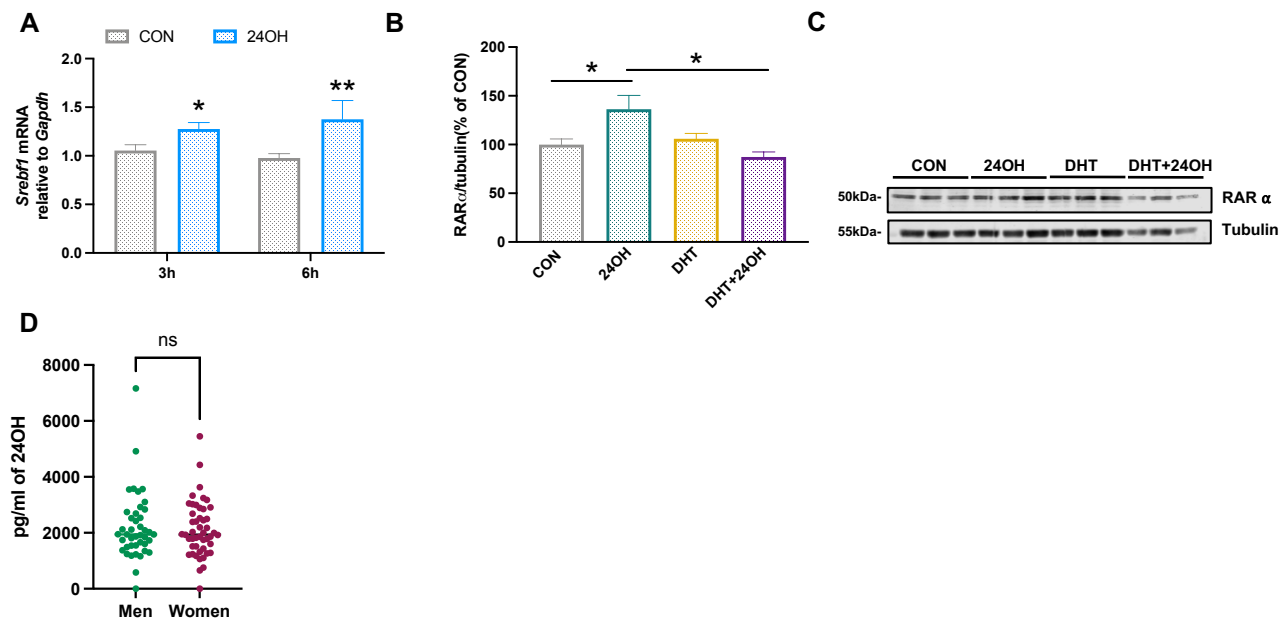 A
CON
24OH
Srebf1 mRNA
relative to Gapdh
2.0
1.5
1.0
0.5
0.0
*
**
3h
6h
B
RARα/tubulin(% of CON)
200
150
100
50
0
*
*
CON
24OH
DHT
DHT+24OH
C
CON 24OH DHT DHT+24OH
50kDa- RAR α
55kDa- Tubulin
D
ns
pg/ml of 24OH
8000
6000
4000
2000
0
Men Women